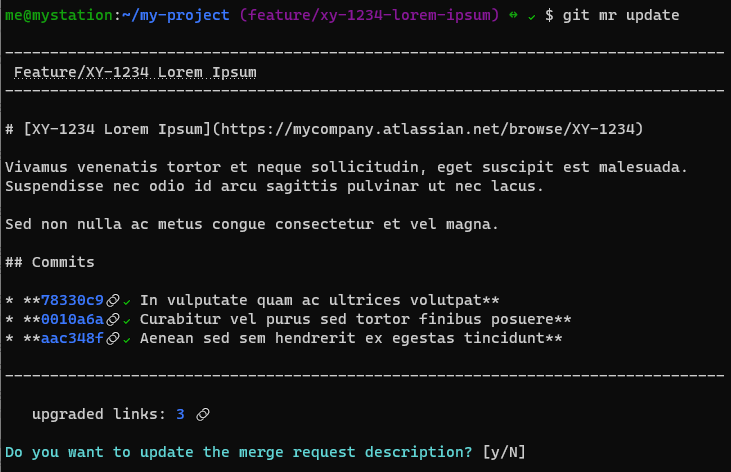 me@mystation:~/my-project (feature/xy-1234-lorem-ipsum) ↔ ✓ $ git mr update
--------------------------------------------------------------------------------
Feature/XY-1234 Lorem Ipsum
--------------------------------------------------------------------------------
# [XY-1234 Lorem Ipsum](https://mycompany.atlassian.net/browse/XY-1234)
Vivamus venenatis tortor et neque sollicitudin, eget suscipit est malesuada.
Suspendisse nec odio id arcu sagittis pulvinar ut nec lacus.
Sed non nulla ac metus congue consectetur et vel magna.
## Commits
* **78330c9🔗✓ In vulputate quam ac ultrices volutpat**
* **0010a6a🔗✓ Curabitur vel purus sed tortor finibus posuere**
* **aac348f🔗✓ Aenean sed sem hendrerit ex egestas tincidunt**
--------------------------------------------------------------------------------
upgraded links: 3 🔗
Do you want to update the merge request description? [y/N]